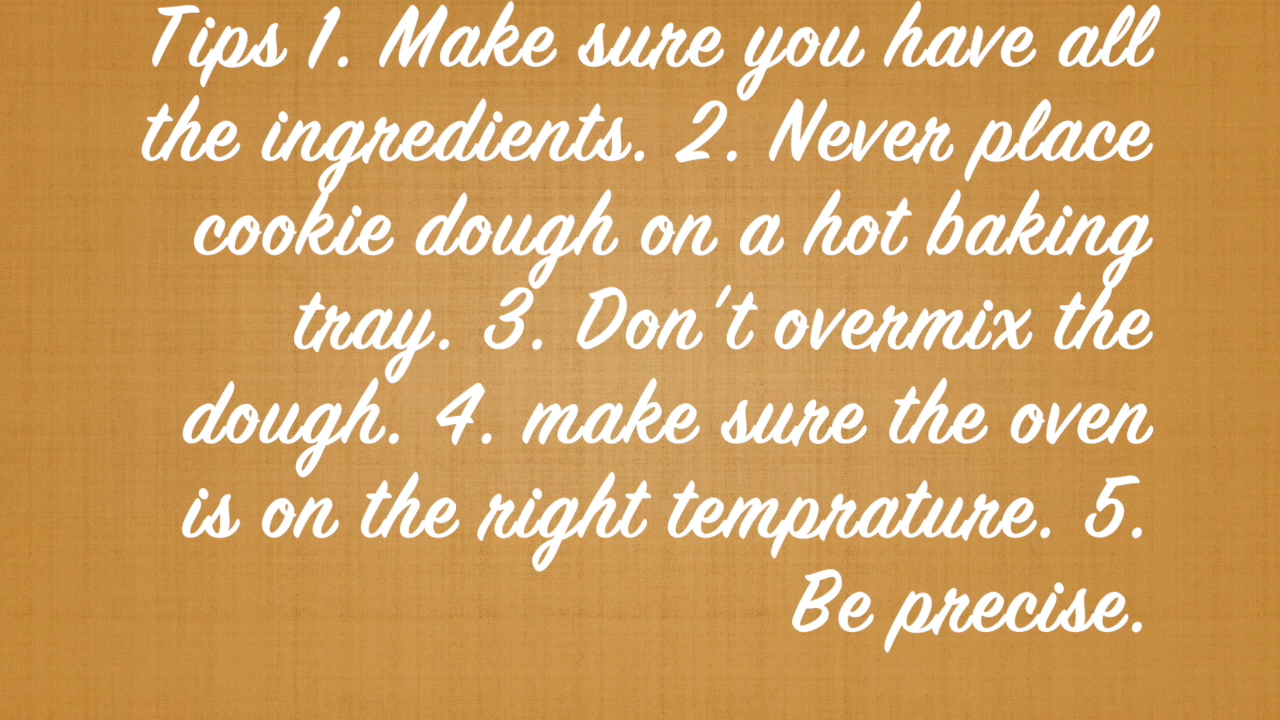 Tips 1. Make sure you have all
the ingredients. 2. Never place
cookie dough on a hot baking
tray. 3. Don't overmix the
dough. 4. make sure the oven
is on the right temprature. 5.
Be precise.